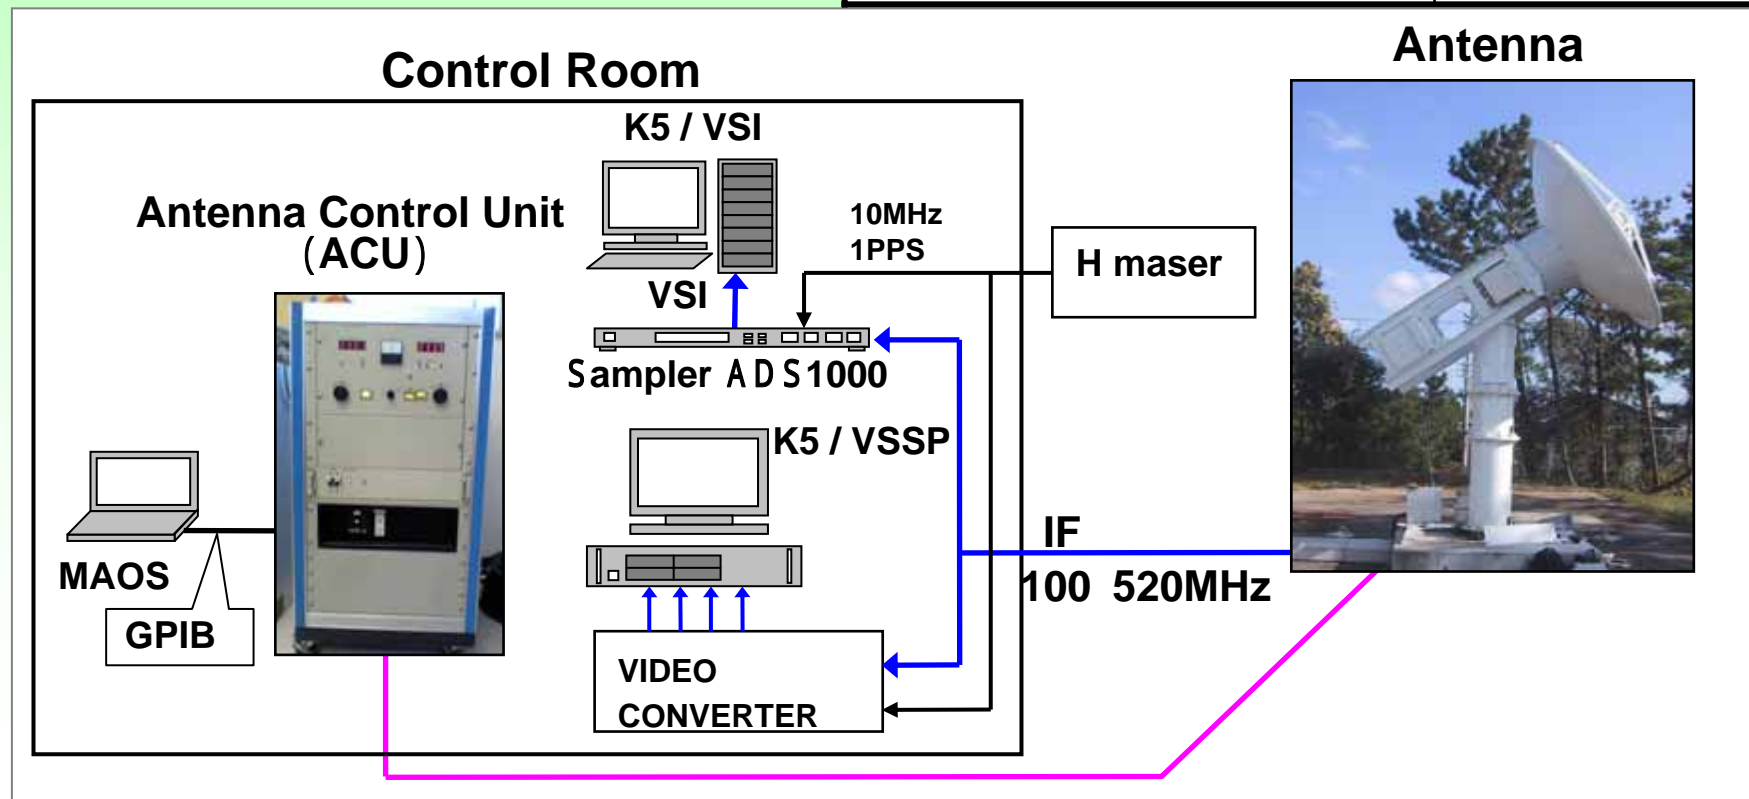 Antenna
Control Room
K5 / VSI
Antenna Control Unit
(ACU)
10MHz
1PPS
H maser
VSI
Sampler ADS1000
K5 / VSSP
MAOS
GPIB
IF
100 520MHz
VIDEO
CONVERTER